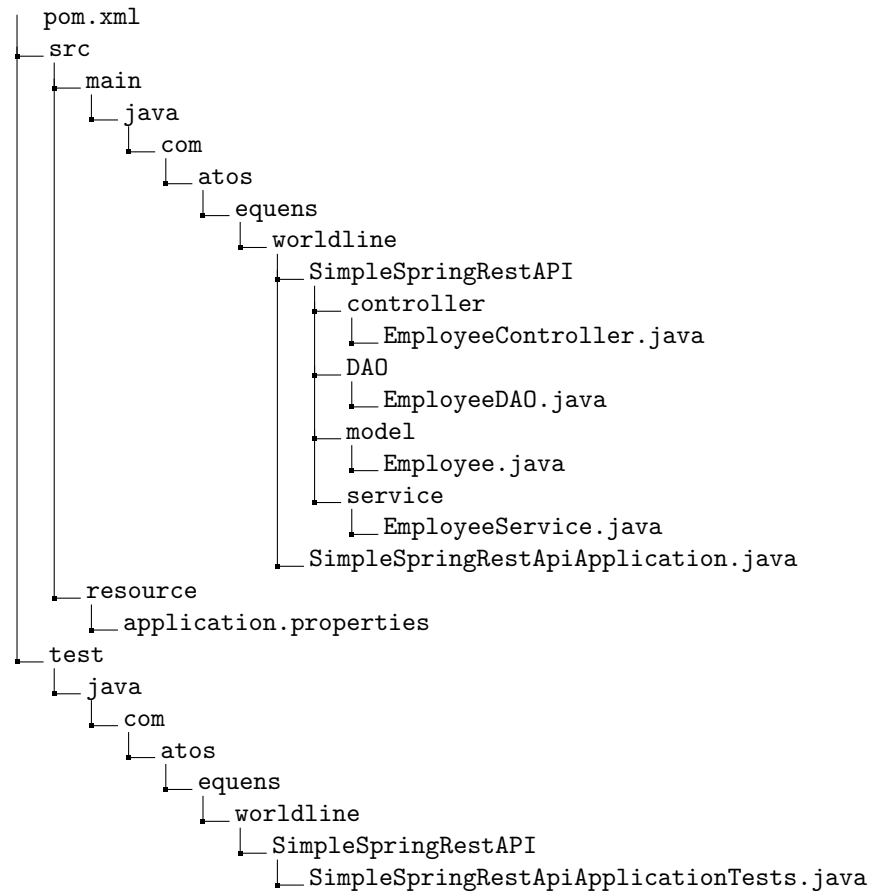 pom.xml
src
main
java
com
atos
equens
worldline
SimpleSpringRestAPI
controller
EmployeeController.java
DAO
EmployeeDAO.java
model
Employee.java
service
EmployeeService.java
SimpleSpringRestApiApplication.java
resource
application.properties
test
java
com
atos
equens
worldline
SimpleSpringRestAPI
SimpleSpringRestApiApplicationTests.java